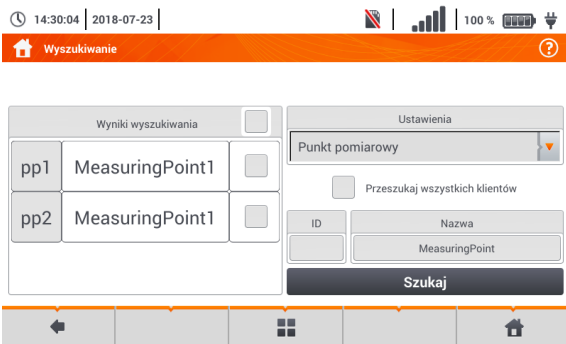 14:30:04 2018-07-23 100 %
Wyszukiwanie ?
Wyniki wyszukiwania
pp1 MeasuringPoint1
pp2 MeasuringPoint1
Ustawienia
Punkt pomiarowy
Przeszukaj wszystkich klientów
ID Nazwa
MeasuringPoint
Szukaj